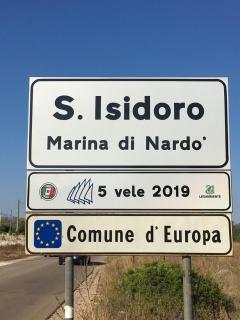 S. Isidoro
Marina di Nardo'
5 vele 2019
LEGAMBIENTE
Comune d'Europa